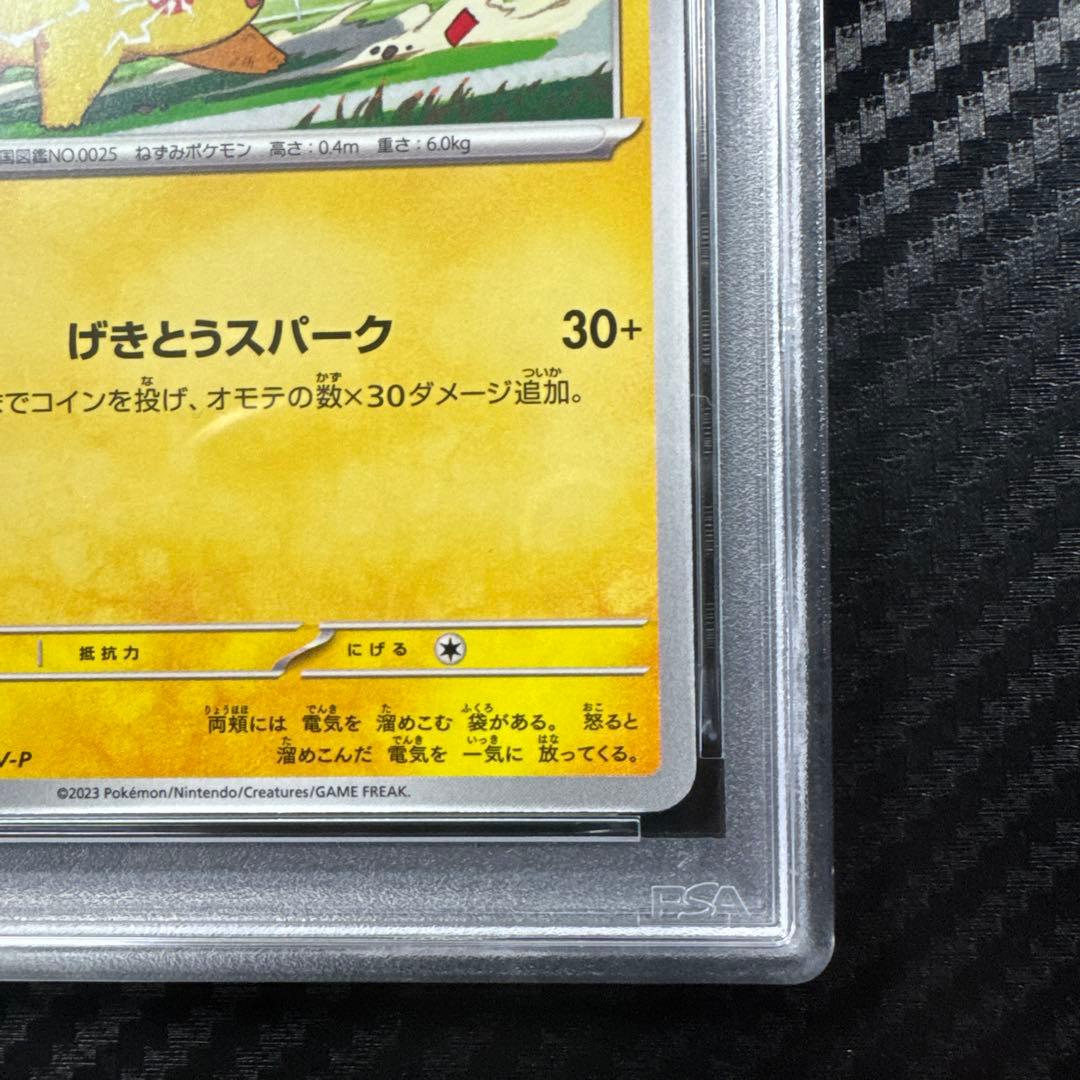 国図鑑NO.0025 ねずみポケモン 高さ:0.4m 重さ:6.0kg
げきとうスパーク 30+
でコインを投げ、オモテの数×30ダメージ追加。
抵抗力 にげる
両頬には 電気を 溜めこむ 袋がある。 怒ると
溜めこんだ 電気を 一気に 放ってくる。
V-P
©2023 Pokémon/Nintendo/Creatures/GAME FREAK.
PSA